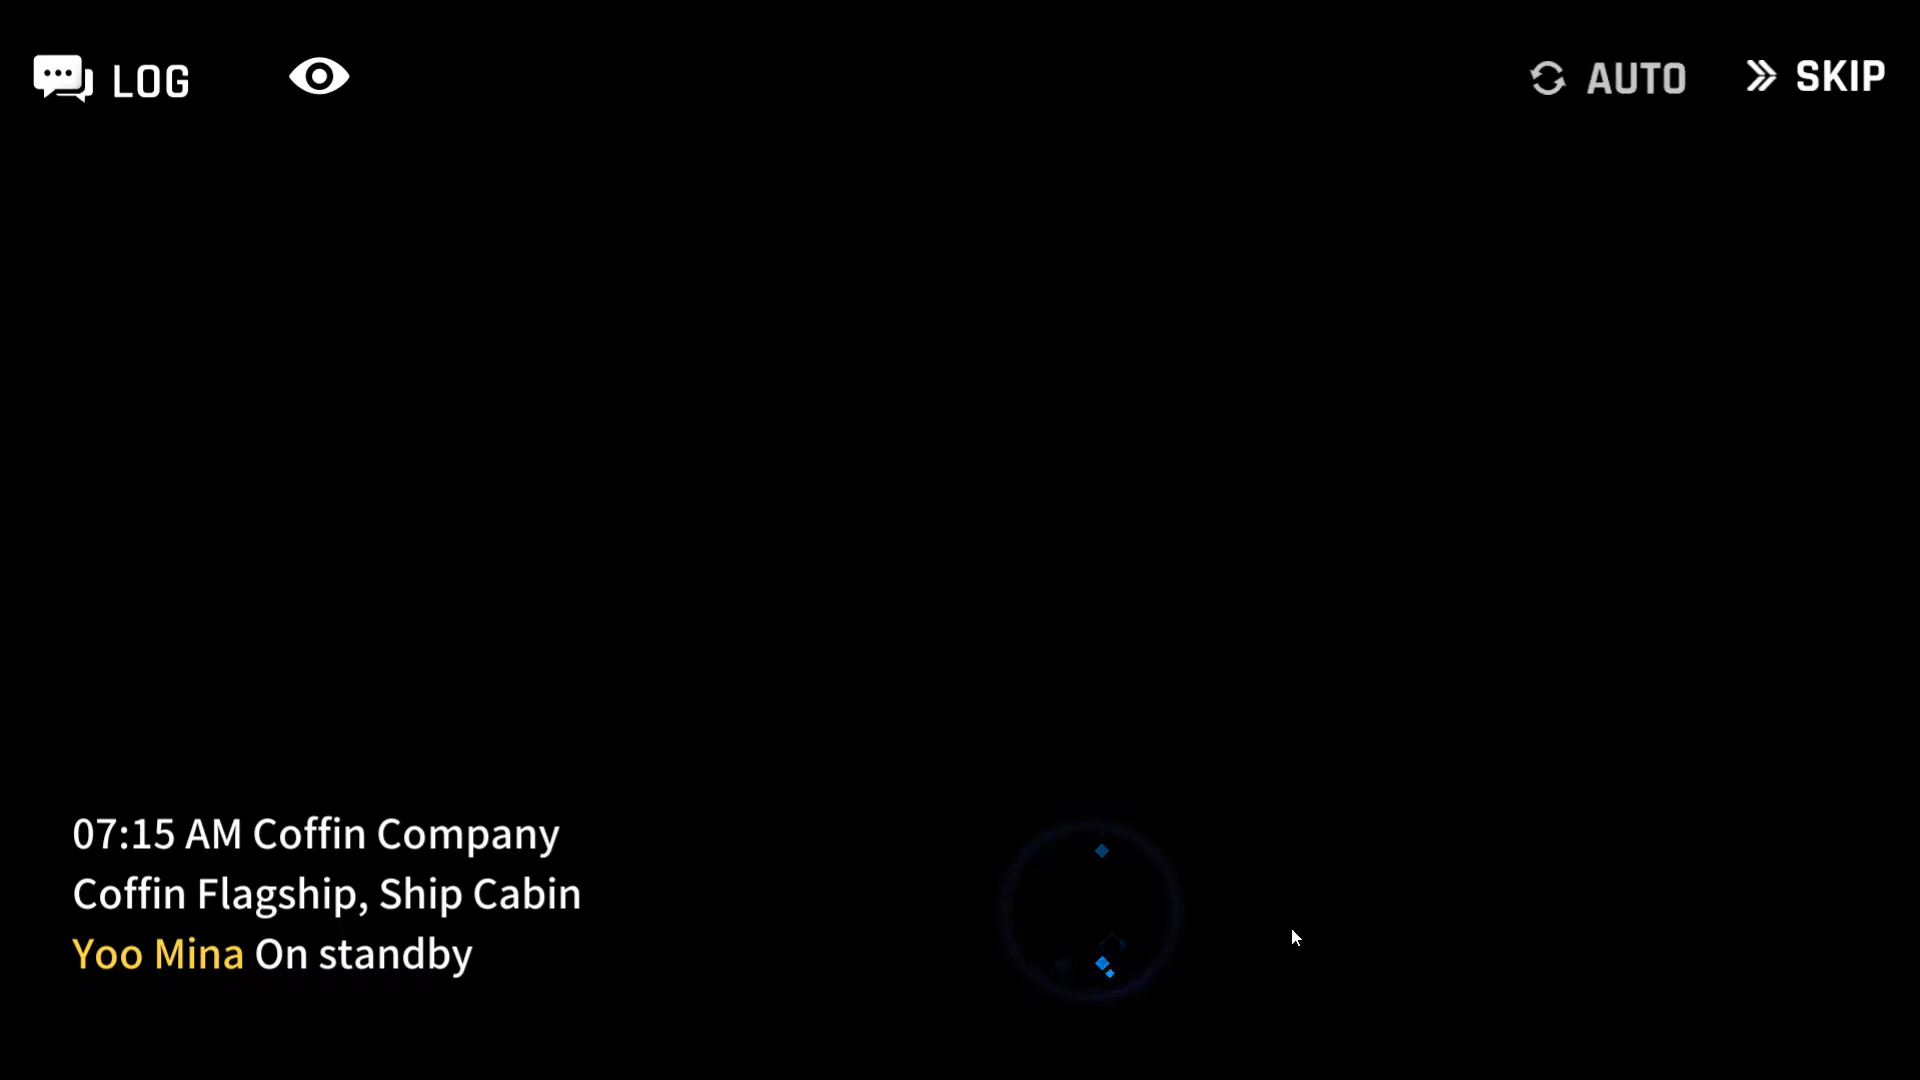 LOG
AUTO
SKIP
07:15 AM Coffin Company
Coffin Flagship, Ship Cabin
Yoo Mina On standby